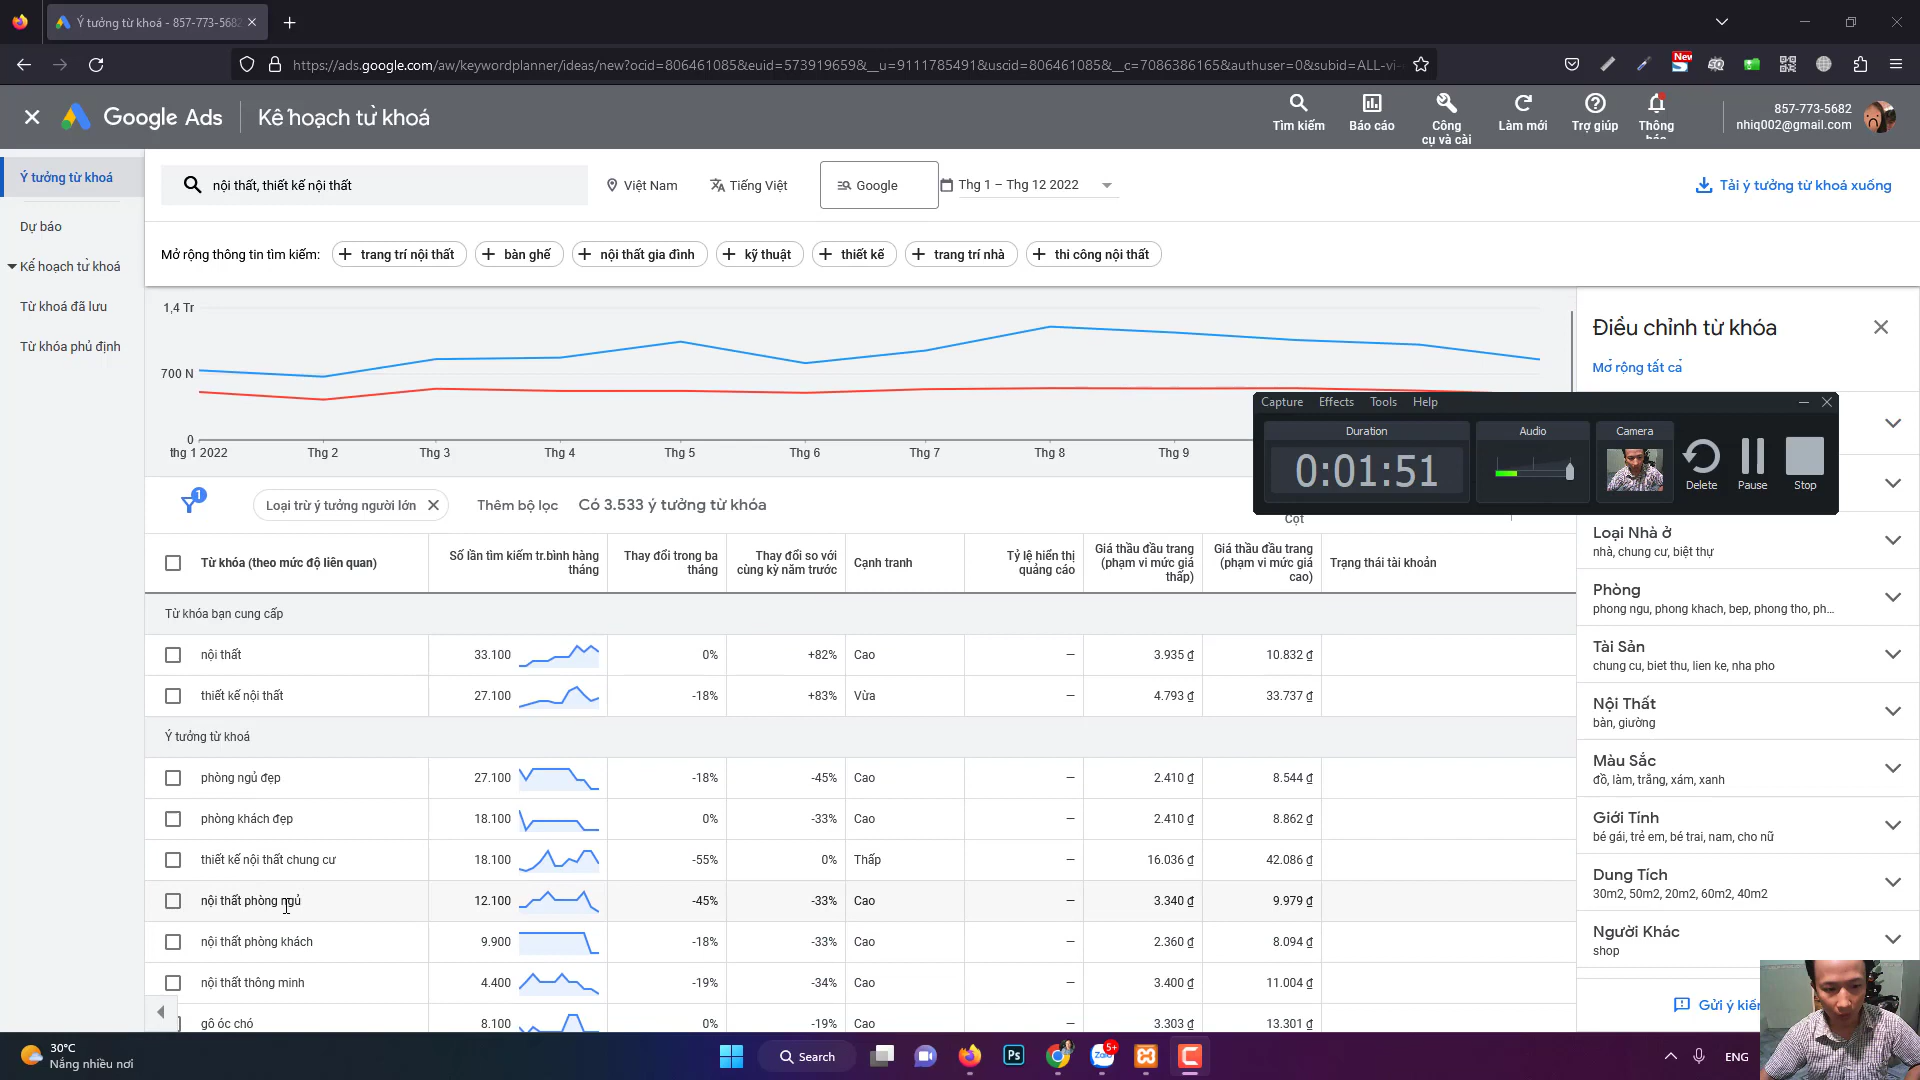 Ý tưởng từ khoá - 857-773-5682
https://ads.google.com/aw/keywordplanner/ideas/new?ocid=806461085&euid=573919659&__u=9111785491&uscid=806461085&__c=7086386165&authuser=0&subid=ALL-vi-
New
Google Ads
Kế hoạch từ khoá
Tìm kiếm
Báo cáo
Công cụ và cài
Làm mới
Trợ giúp
Thông báo
857-773-5682
nhiq002@gmail.com
Ý tưởng từ khoá
Dự báo
Kế hoạch từ khoá
Từ khoá đã lưu
Từ khóa phủ định
nội thất, thiết kế nội thất
Việt Nam
Tiếng Việt
Google
Thg 1 – Thg 12 2022
Tải ý tưởng từ khoá xuống
Mở rộng thông tin tìm kiếm:
trang trí nội thất
bàn ghế
nội thất gia đình
kỹ thuật
thiết kế
trang trí nhà
thi công nội thất
1,4 Tr
700 N
0
thg 1 2022
Thg 2
Thg 3
Thg 4
Thg 5
Thg 6
Thg 7
Thg 8
Thg 9
Điều chỉnh từ khóa
Mở rộng tất cả
Capture Effects Tools Help
Duration
Audio
Camera
0:01:51
Delete
Pause
Stop
1
Loại trừ ý tưởng người lớn
Thêm bộ lọc
Có 3.533 ý tưởng từ khóa
Cột
Từ khóa (theo mức độ liên quan)
Số lần tìm kiếm tr.bình hàng tháng
Thay đổi trong ba tháng
Thay đổi so với cùng kỳ năm trước
Cạnh tranh
Tỷ lệ hiển thị quảng cáo
Giá thầu đầu trang (phạm vi mức giá thấp)
Giá thầu đầu trang (phạm vi mức giá cao)
Trạng thái tài khoản
Từ khóa bạn cung cấp
nội thất 33.100 0% +82% Cao – 3.935 ₫ 10.832 ₫
thiết kế nội thất 27.100 -18% +83% Vừa – 4.793 ₫ 33.737 ₫
Ý tưởng từ khoá
phòng ngủ đẹp 27.100 -18% -45% Cao – 2.410 ₫ 8.544 ₫
phòng khách đẹp 18.100 0% -33% Cao – 2.410 ₫ 8.862 ₫
thiết kế nội thất chung cư 18.100 -55% 0% Thấp – 16.036 ₫ 42.086 ₫
nội thất phòng ngủ 12.100 -45% -33% Cao – 3.340 ₫ 9.979 ₫
nội thất phòng khách 9.900 -18% -33% Cao – 2.360 ₫ 8.094 ₫
nội thất thông minh 4.400 -19% -34% Cao – 3.400 ₫ 11.004 ₫
gỗ óc chó 8.100 0% -19% Cao – 3.303 ₫ 13.301 ₫
Loại Nhà ở
nhà, chung cư, biệt thự
Phòng
phong ngu, phong khach, bep, phong tho, ph...
Tài Sản
chung cu, biet thu, lien ke, nha pho
Nội Thất
bàn, giường
Màu Sắc
đồ, làm, trắng, xám, xanh
Giới Tính
bé gái, trẻ em, bé trai, nam, cho nữ
Dung Tích
30m2, 50m2, 20m2, 60m2, 40m2
Người Khác
shop
Gửi ý kiến
30°C
Nắng nhiều nơi
Search
Ps
Zalo
5+
ENG